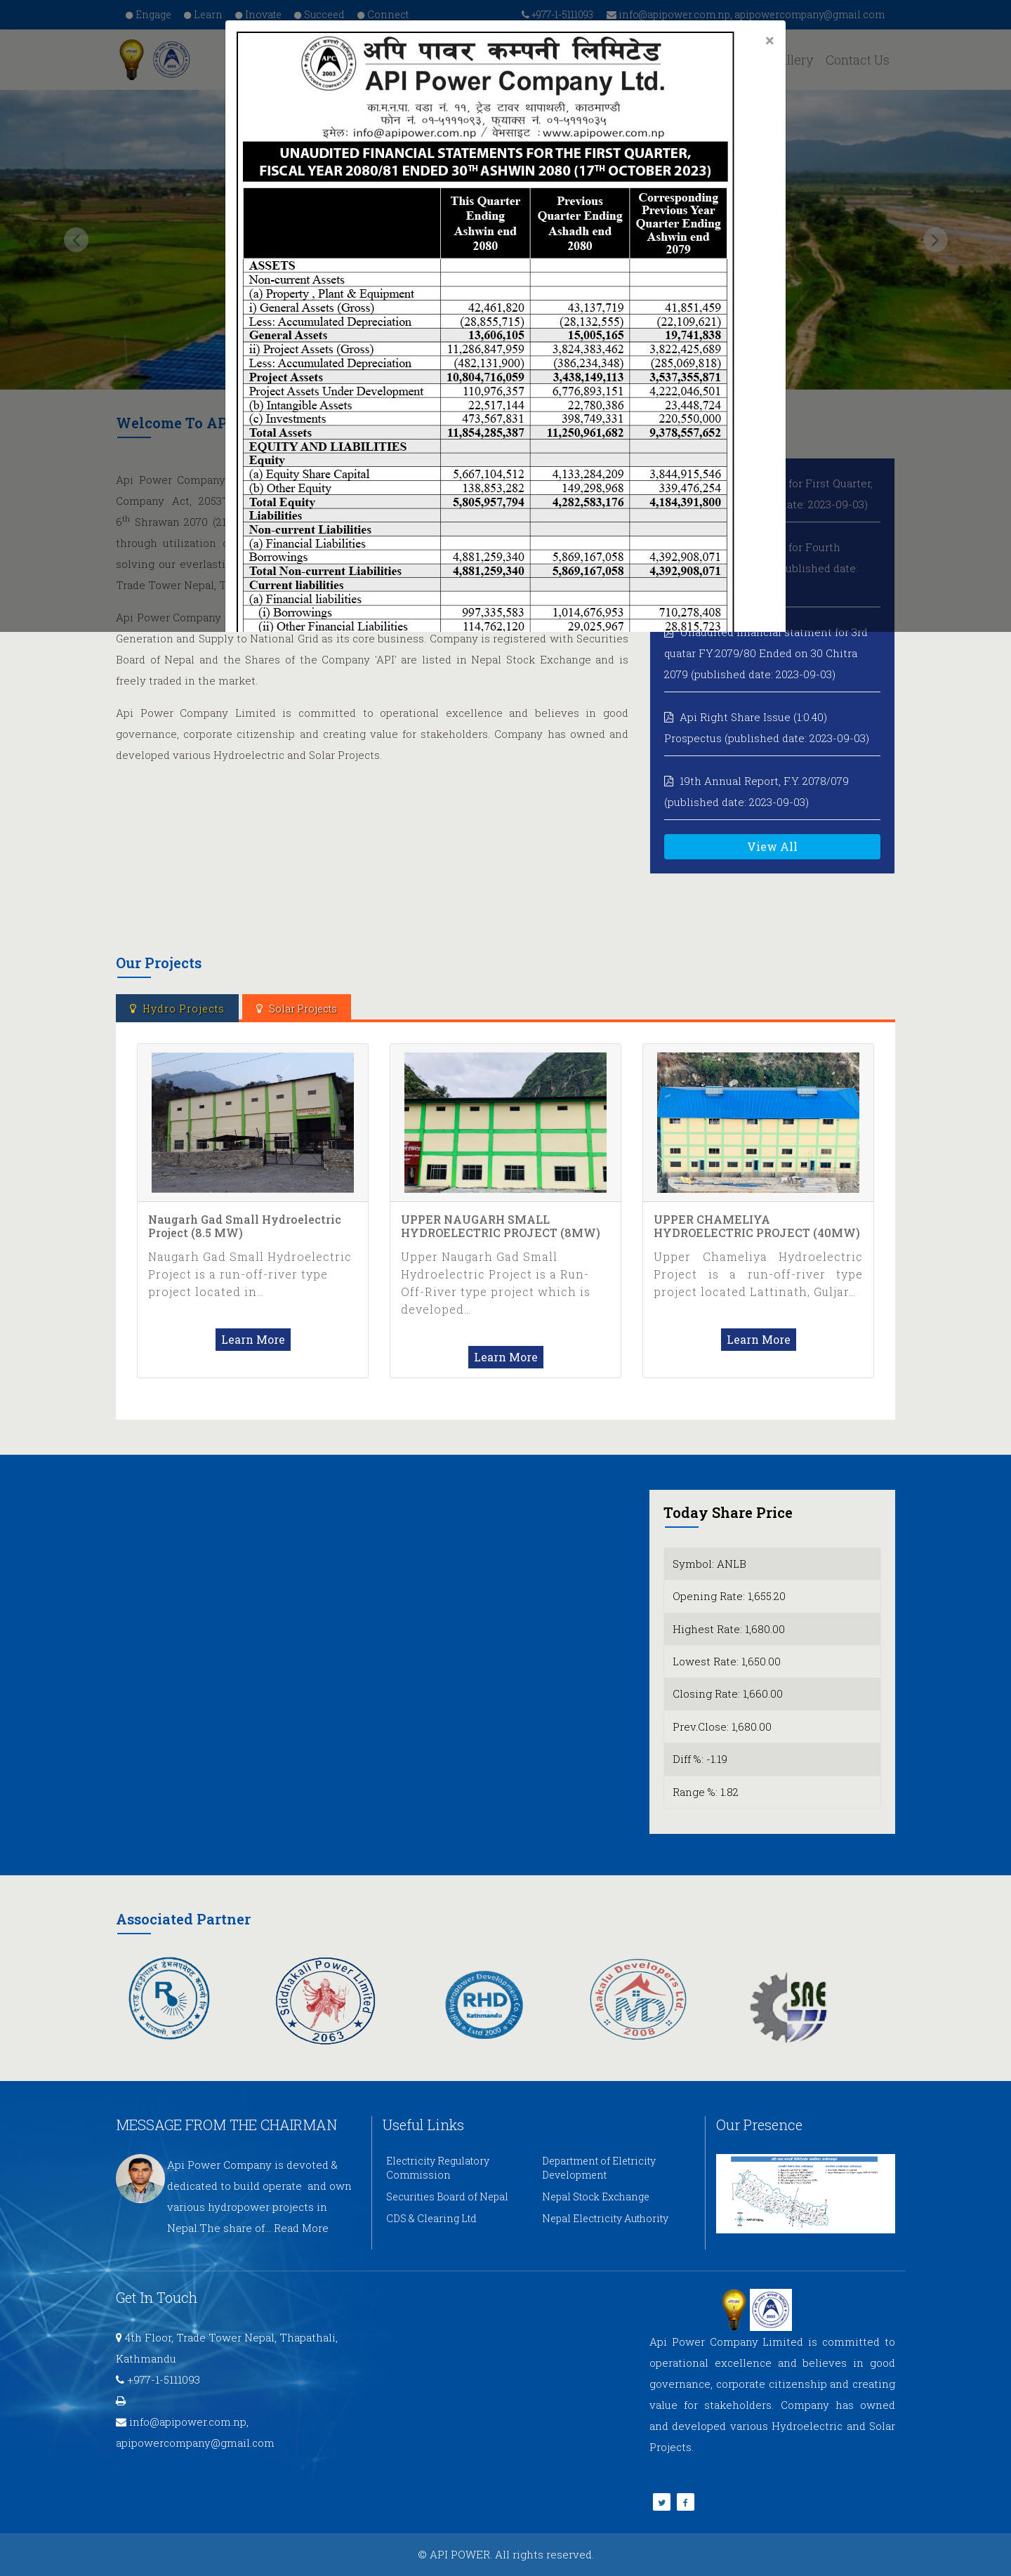 Engage Learn Inovate Succeed Connect
+977-1-5111093 info@apipower.com.np, apipowercompany@gmail.com
Contact Us
×
APC
2003
अपि पावर कम्पनी लिमिटेड
API Power Company Ltd.
का.म.न.पा. वडा नं. ११, ट्रेड टावर थापाथली, काठमाण्डौ
फोन नं. ०१-५१११०९३, फ्याक्स नं. ०१-५१११०३५
इमेलः info@apipower.com.np / वेभसाइट : www.apipower.com.np
UNAUDITED FINANCIAL STATEMENTS FOR THE FIRST QUARTER,
FISCAL YEAR 2080/81 ENDED 30TH ASHWIN 2080 (17TH OCTOBER 2023)
This Quarter Ending Ashwin end 2080
Previous Quarter Ending Ashadh end 2080
Corresponding Previous Year Quarter Ending Ashwin end 2079
ASSETS
Non-current Assets
(a) Property , Plant & Equipment
i) General Assets (Gross) 42,461,820 43,137,719 41,851,459
Less: Accumulated Depreciation (28,855,715) (28,132,555) (22,109,621)
General Assets 13,606,105 15,005,165 19,741,838
ii) Project Assets (Gross) 11,286,847,959 3,824,383,462 3,822,425,689
Less: Accumulated Depreciation (482,131,900) (386,234,348) (285,069,818)
Project Assets 10,804,716,059 3,438,149,113 3,537,355,871
Project Assets Under Development 110,976,357 6,776,893,151 4,222,046,501
(b) Intangible Assets 22,517,144 22,780,386 23,448,724
(c) Investments 473,567,831 398,749,331 220,550,000
Total Assets 11,854,285,387 11,250,961,682 9,378,557,652
EQUITY AND LIABILITIES
Equity
(a) Equity Share Capital 5,667,104,512 4,133,284,209 3,844,915,546
(b) Other Equity 138,853,282 149,298,968 339,476,254
Total Equity 5,805,957,794 4,282,583,176 4,184,391,800
Liabilities
Non-current Liabilities
(a) Financial Liabilities
Borrowings 4,881,259,340 5,869,167,058 4,392,908,071
Total Non-current Liabilities 4,881,259,340 5,869,167,058 4,392,908,071
Current liabilities
(a) Financial liabilities
(i) Borrowings 997,335,583 1,014,676,953 710,278,408
(ii) Other Financial Liabilities 114,762,120 29,025,967 28,815,723
Welcome To
Api Power Company
Company Act, 2053
6th Shrawan 2070
through utilization
solving our
Trade Tower Nepal,
Api Power Company
Generation and Supply to National Grid as its core business. Company is registered with Securities
Board of Nepal and the Shares of the Company 'API' are listed in Nepal Stock Exchange and is
freely traded in the market.
Api Power Company Limited is committed to operational excellence and believes in good
governance, corporate citizenship and creating value for stakeholders. Company has owned and
developed various Hydroelectric and Solar Projects.
for First Quarter,
2023-09-03)
for Fourth
Unaudited financial statment for 3rd
quatar FY.2079/80 Ended on 30 Chitra
2079 (published date: 2023-09-03)
Api Right Share Issue (1:0.40)
Prospectus (published date: 2023-09-03)
19th Annual Report, F.Y. 2078/079
(published date: 2023-09-03)
View All
Our Projects
Hydro Projects
Solar Projects
Naugarh Gad Small Hydroelectric
Project (8.5 MW)
Naugarh Gad Small Hydroelectric
Project is a run-off-river type
project located in...
Learn More
UPPER NAUGARH SMALL
HYDROELECTRIC PROJECT (8MW)
Upper Naugarh Gad Small
Hydroelectric Project is a Run-
Off-River type project which is
developed...
Learn More
UPPER CHAMELIYA
HYDROELECTRIC PROJECT (40MW)
Upper Chameliya Hydroelectric
Project is a run-off-river type
project located Lattinath, Guljar...
Learn More
Today Share Price
Symbol: ANLB
Opening Rate: 1,655.20
Highest Rate: 1,680.00
Lowest Rate: 1,650.00
Closing Rate: 1,660.00
Prev.Close: 1,680.00
Diff %: -1.19
Range %: 1.82
Associated Partner
R
Siddhakali Power Limited
2063
Ridi Hydropower Development Co. Ltd.
RHD
Kathmandu
Estd 2000
Makalu Developers Ltd.
MD
2008
SAE
MESSAGE FROM THE CHAIRMAN
Api Power Company is devoted &
dedicated to build operate and own
various hydropower projects in
Nepal.The share of... Read More
Useful Links
Electricity Regulatory
Commission
Securities Board of Nepal
CDS & Clearing Ltd
Department of Eletricity
Development
Nepal Stock Exchange
Nepal Electricity Authority
Our Presence
Get In Touch
4th Floor, Trade Tower Nepal, Thapathali,
Kathmandu
+977-1-5111093
info@apipower.com.np,
apipowercompany@gmail.com
Api Power Company Limited is committed to
operational excellence and believes in good
governance, corporate citizenship and creating
value for stakeholders. Company has owned
and developed various Hydroelectric and Solar
Projects.
© API POWER. All rights reserved.